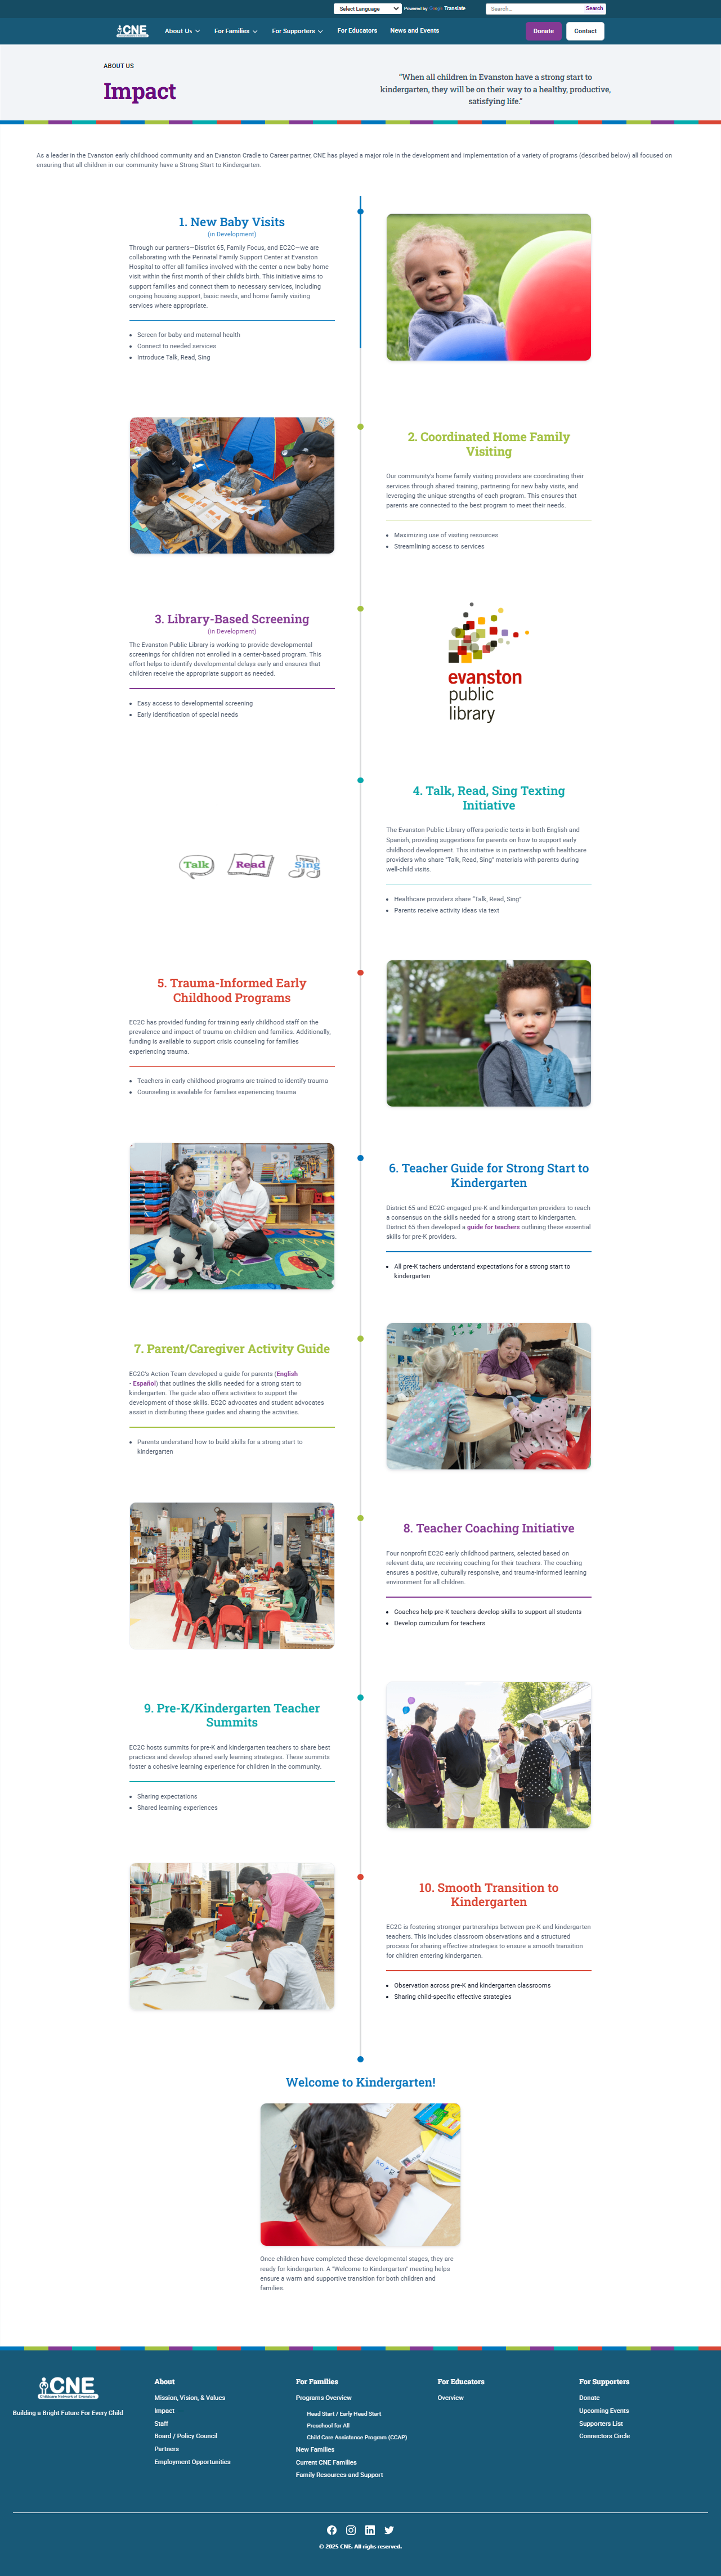 Select Language
Powered by Google Translate
Search...
Search
CNE
About Us
For Families
For Supporters
For Educators
News and Events
Donate
Contact
ABOUT US
Impact
“When all children in Evanston have a strong start to
kindergarten, they will be on their way to a healthy, productive,
satisfying life.”
As a leader in the Evanston early childhood community and an Evanston Cradle to Career partner, CNE has played a major role in the development and implementation of a variety of programs (described below) all focused on
ensuring that all children in our community have a Strong Start to Kindergarten.
1. New Baby Visits
(in Development)
Through our partners—District 65, Family Focus, and EC2C—we are
collaborating with the Perinatal Family Support Center at Evanston
Hospital to offer all families involved with the center a new baby home
visit within the first month of their child's birth. This initiative aims to
support families and connect them to necessary services, including
ongoing housing support, basic needs, and home family visiting
services where appropriate.
Screen for baby and maternal health
Connect to needed services
Introduce Talk, Read, Sing
2. Coordinated Home Family
Visiting
Our community's home family visiting providers are coordinating their
services through shared training, partnering for new baby visits, and
leveraging the unique strengths of each program. This ensures that
parents are connected to the best program to meet their needs.
Maximizing use of visiting resources
Streamlining access to services
3. Library-Based Screening
(in Development)
The Evanston Public Library is working to provide developmental
screenings for children not enrolled in a center-based program. This
effort helps to identify developmental delays early and ensures that
children receive the appropriate support as needed.
Easy access to developmental screening
Early identification of special needs
evanston
public
library
4. Talk, Read, Sing Texting
Initiative
The Evanston Public Library offers periodic texts in both English and
Spanish, providing suggestions for parents on how to support early
childhood development. This initiative is in partnership with healthcare
providers who share "Talk, Read, Sing" materials with parents during
well-child visits.
Healthcare providers share "Talk, Read, Sing"
Parents receive activity ideas via text
Talk
Read
Sing
5. Trauma-Informed Early
Childhood Programs
EC2C has provided funding for training early childhood staff on the
prevalence and impact of trauma on children and families. Additionally,
funding is available to support crisis counseling for families
experiencing trauma.
Teachers in early childhood programs are trained to identify trauma
Counseling is available for families experiencing trauma
6. Teacher Guide for Strong Start to
Kindergarten
District 65 and EC2C engaged pre-K and kindergarten providers to reach
a consensus on the skills needed for a strong start to kindergarten.
District 65 then developed a guide for teachers outlining these essential
skills for pre-K providers.
All pre-K tachers understand expectations for a strong start to
kindergarten
7. Parent/Caregiver Activity Guide
EC2C's Action Team developed a guide for parents (English
- Español) that outlines the skills needed for a strong start to
kindergarten. The guide also offers activities to support the
development of those skills. EC2C advocates and student advocates
assist in distributing these guides and sharing the activities.
Parents understand how to build skills for a strong start to
kindergarten
8. Teacher Coaching Initiative
Four nonprofit EC2C early childhood partners, selected based on
relevant data, are receiving coaching for their teachers. The coaching
ensures a positive, culturally responsive, and trauma-informed learning
environment for all children.
Coaches help pre-K teachers develop skills to support all students
Develop curriculum for teachers
9. Pre-K/Kindergarten Teacher
Summits
EC2C hosts summits for pre-K and kindergarten teachers to share best
practices and develop shared early learning strategies. These summits
foster a cohesive learning experience for children in the community.
Sharing expectations
Shared learning experiences
10. Smooth Transition to
Kindergarten
EC2C is fostering stronger partnerships between pre-K and kindergarten
teachers. This includes classroom observations and a structured
process for sharing effective strategies to ensure a smooth transition
for children entering kindergarten.
Observation across pre-K and kindergarten classrooms
Sharing child-specific effective strategies
Welcome to Kindergarten!
Once children have completed these developmental stages, they are
ready for kindergarten. A "Welcome to Kindergarten" meeting helps
ensure a warm and supportive transition for both children and
families.
CNE
Childcare Network of Evanston
Building a Bright Future For Every Child
About
Mission, Vision, & Values
Impact
Staff
Board / Policy Council
Partners
Employment Opportunities
For Families
Programs Overview
Head Start / Early Head Start
Preschool for All
Child Care Assistance Program (CCAP)
New Families
Current CNE Families
Family Resources and Support
For Educators
Overview
For Supporters
Donate
Upcoming Events
Supporters List
Connectors Circle
© 2025 CNE. All righs reserved.